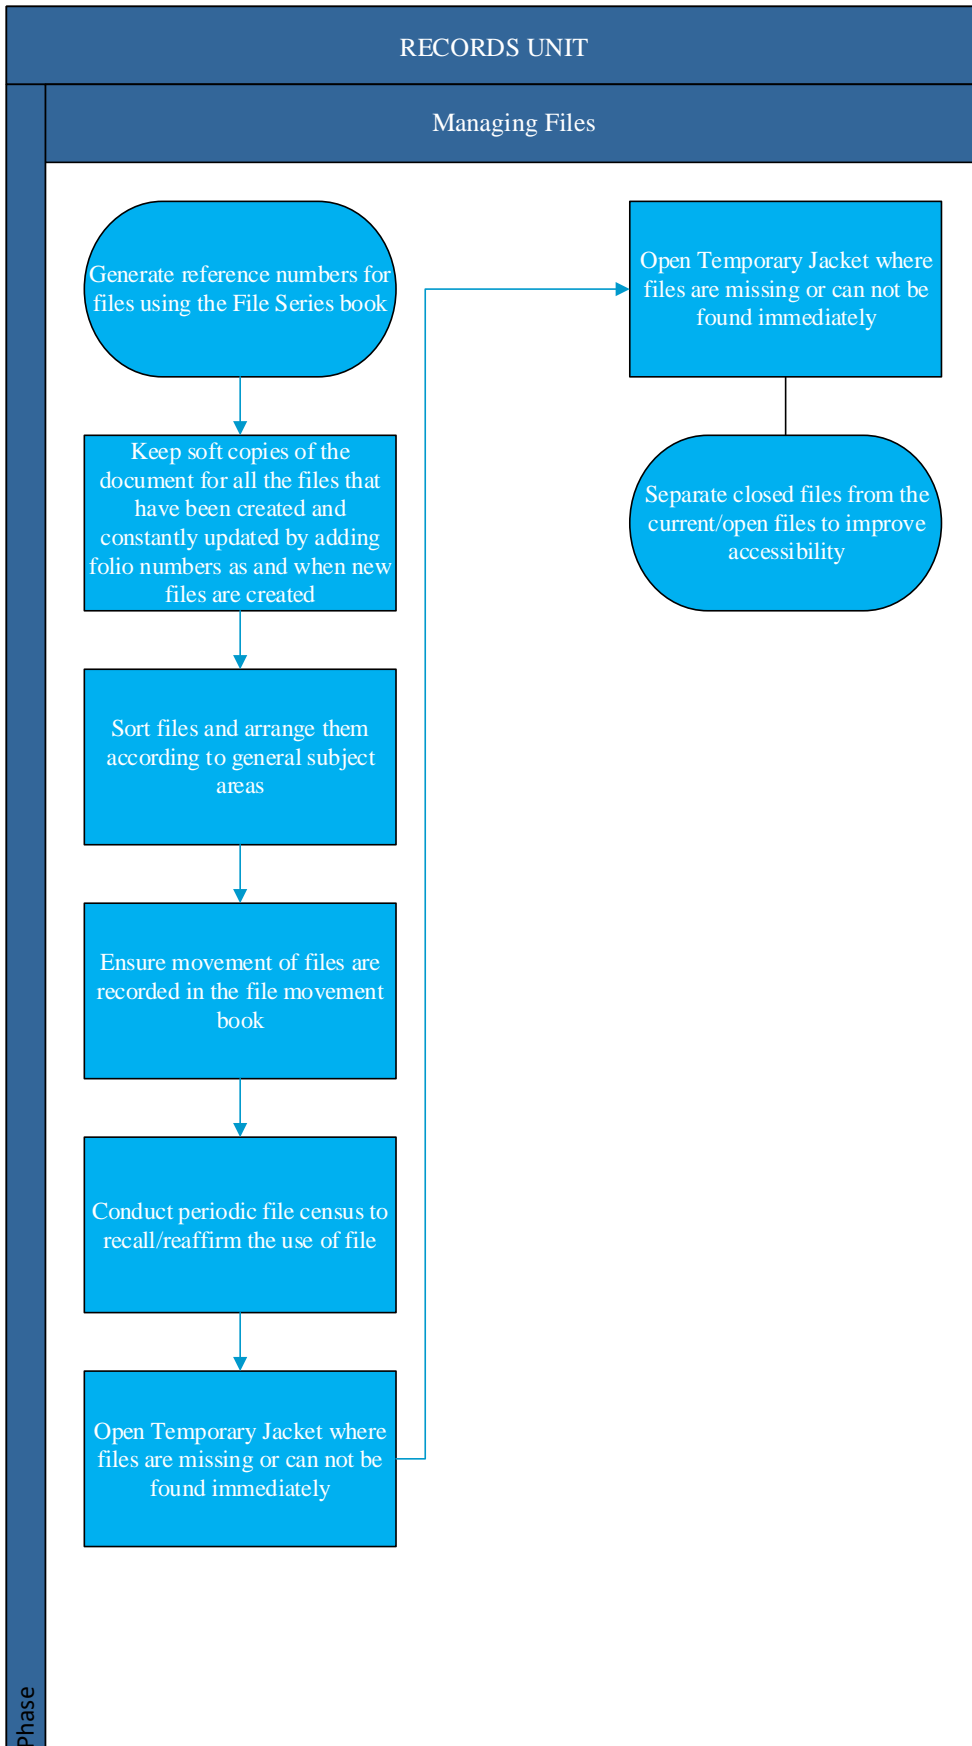 RECORDS UNIT
Managing Files
Generate reference numbers for
files using the File Series book
Keep soft copies of the
document for all the files that
have been created and
constantly updated by adding
folio numbers as and when new
files are created
Sort files and arrange them
according to general subject
areas
Ensure movement of files are
recorded in the file movement
book
Conduct periodic file census to
recall/reaffirm the use of file
Open Temporary Jacket where
files are missing or can not be
found immediately
Open Temporary Jacket where
files are missing or can not be
found immediately
Separate closed files from the
current/open files to improve
accessibility
Phase